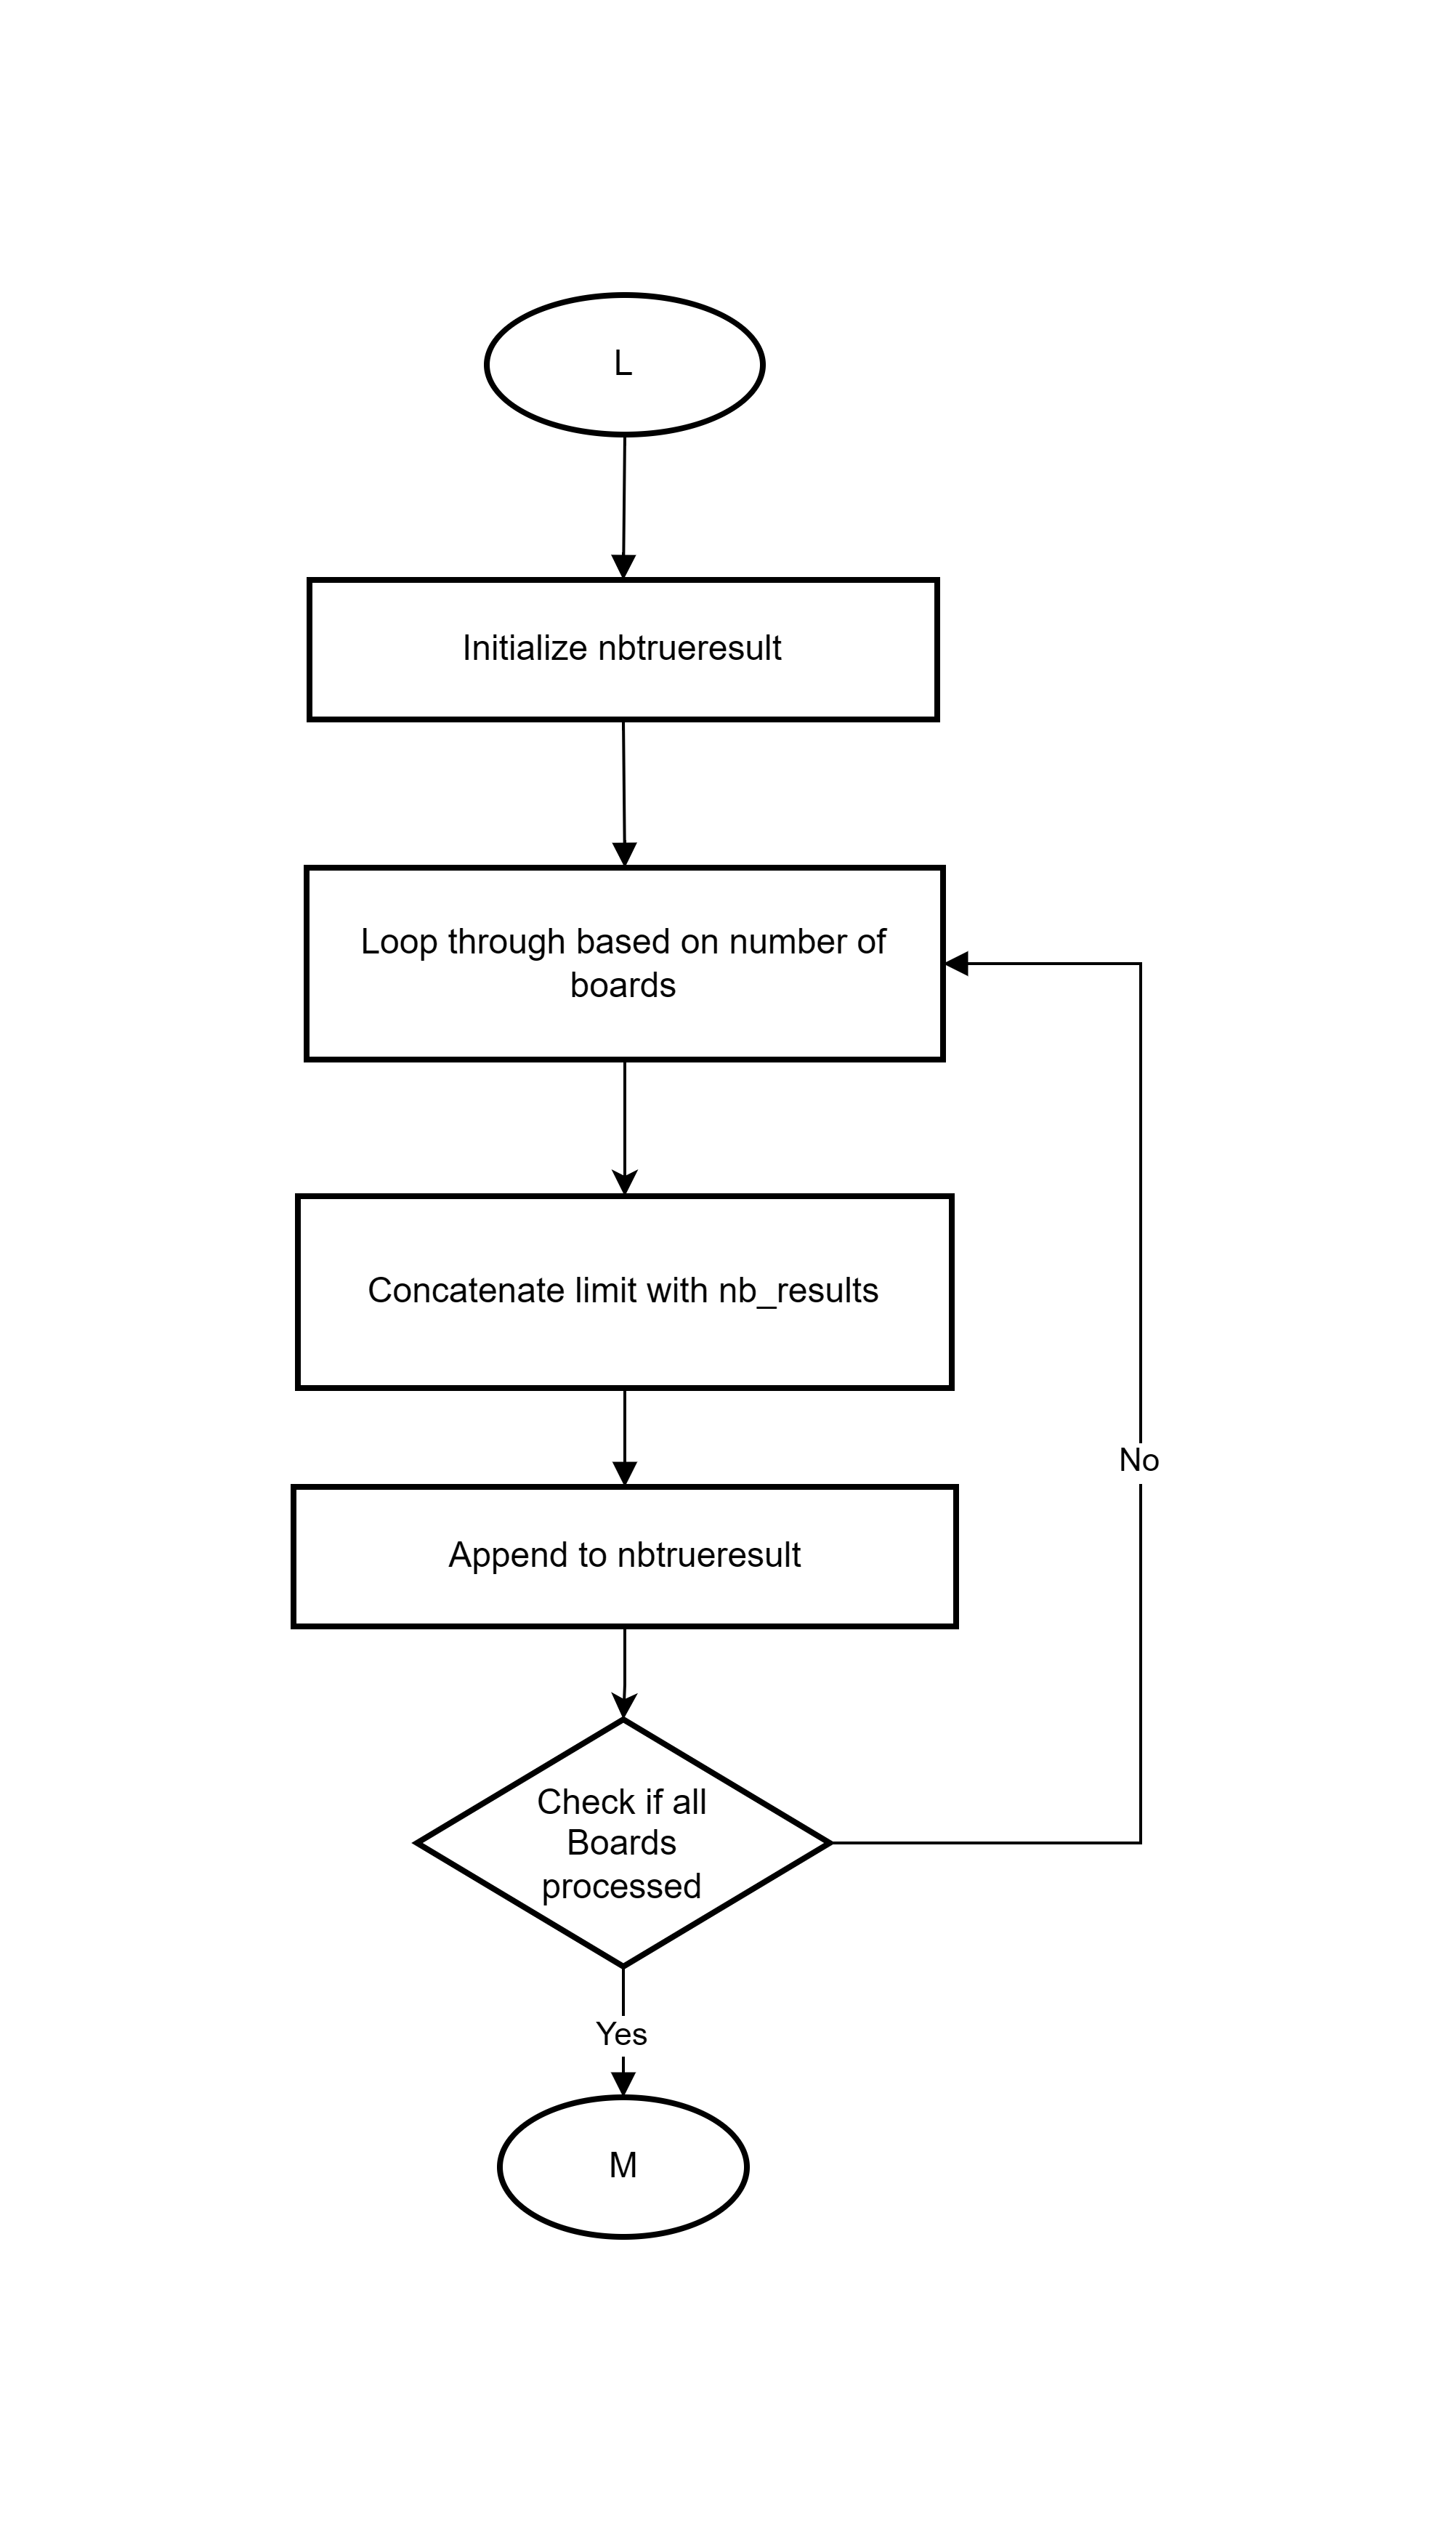 L
Initialize nbtrueresult
Loop through based on number of
boards
Concatenate limit with nb_results
Append to nbtrueresult
Check if all
Boards
processed
No
Yes
M